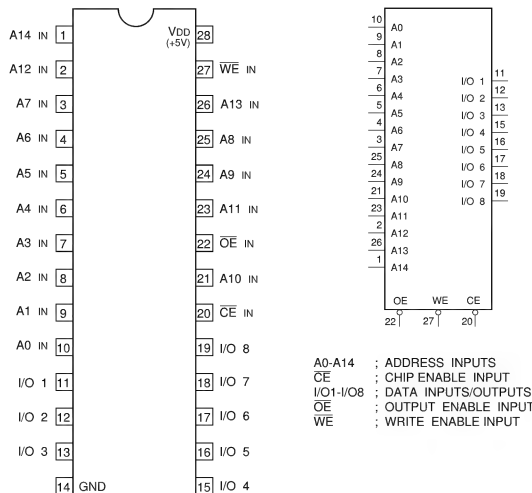 A14 IN 1
VDD (+5V) 28
A12 IN 2
27 WE IN
A7 IN 3
26 A13 IN
A6 IN 4
25 A8 IN
A5 IN 5
24 A9 IN
A4 IN 6
23 A11 IN
A3 IN 7
22 OE IN
A2 IN 8
21 A10 IN
A1 IN 9
20 CE IN
A0 IN 10
19 I/O 8
I/O 1 11
18 I/O 7
I/O 2 12
17 I/O 6
I/O 3 13
16 I/O 5
14 GND
15 I/O 4
10 A0
9 A1
8 A2
7 A3
6 A4
5 A5
4 A6
3 A7
25 A8
24 A9
21 A10
23 A11
2 A12
26 A13
1 A14
I/O 1 11
I/O 2 12
I/O 3 13
I/O 4 15
I/O 5 16
I/O 6 17
I/O 7 18
I/O 8 19
OE WE CE
22 27 20
A0-A14 ; ADDRESS INPUTS
CE ; CHIP ENABLE INPUT
I/O1-I/O8 ; DATA INPUTS/OUTPUTS
OE ; OUTPUT ENABLE INPUT
WE ; WRITE ENABLE INPUT